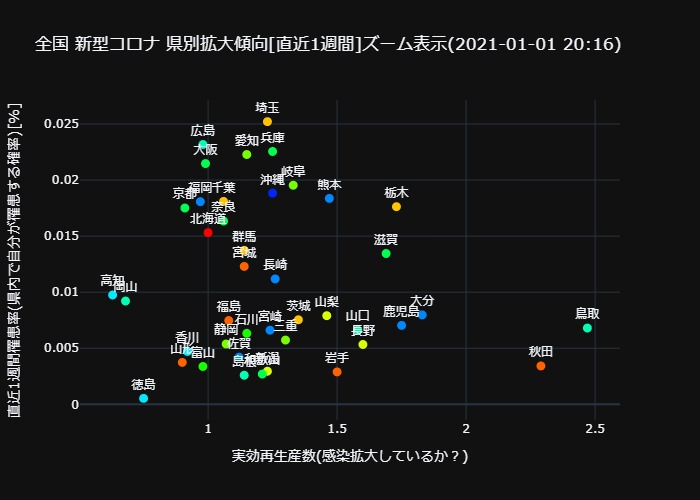 全国 新型コロナ 県別拡大傾向[直近1週間]ズーム表示(2021-01-01 20:16)
直近1週間罹患率(県内で自分が罹患する確率)[%]
0.025
0.02
0.015
0.01
0.005
0
埼玉
広島
愛知
兵庫
大阪
岐阜
沖縄
熊本
京都
福岡
千葉
栃木
奈良
北海道
群馬
滋賀
宮城
長崎
高知
岡山
福島
茨城
山梨
大分
石川
宮崎
山口
鹿児島
鳥取
静岡
三重
長野
香川
佐賀
山形
富山
島根
新潟
岩手
秋田
徳島
1
1.5
2
2.5
実効再生産数(感染拡大しているか？)